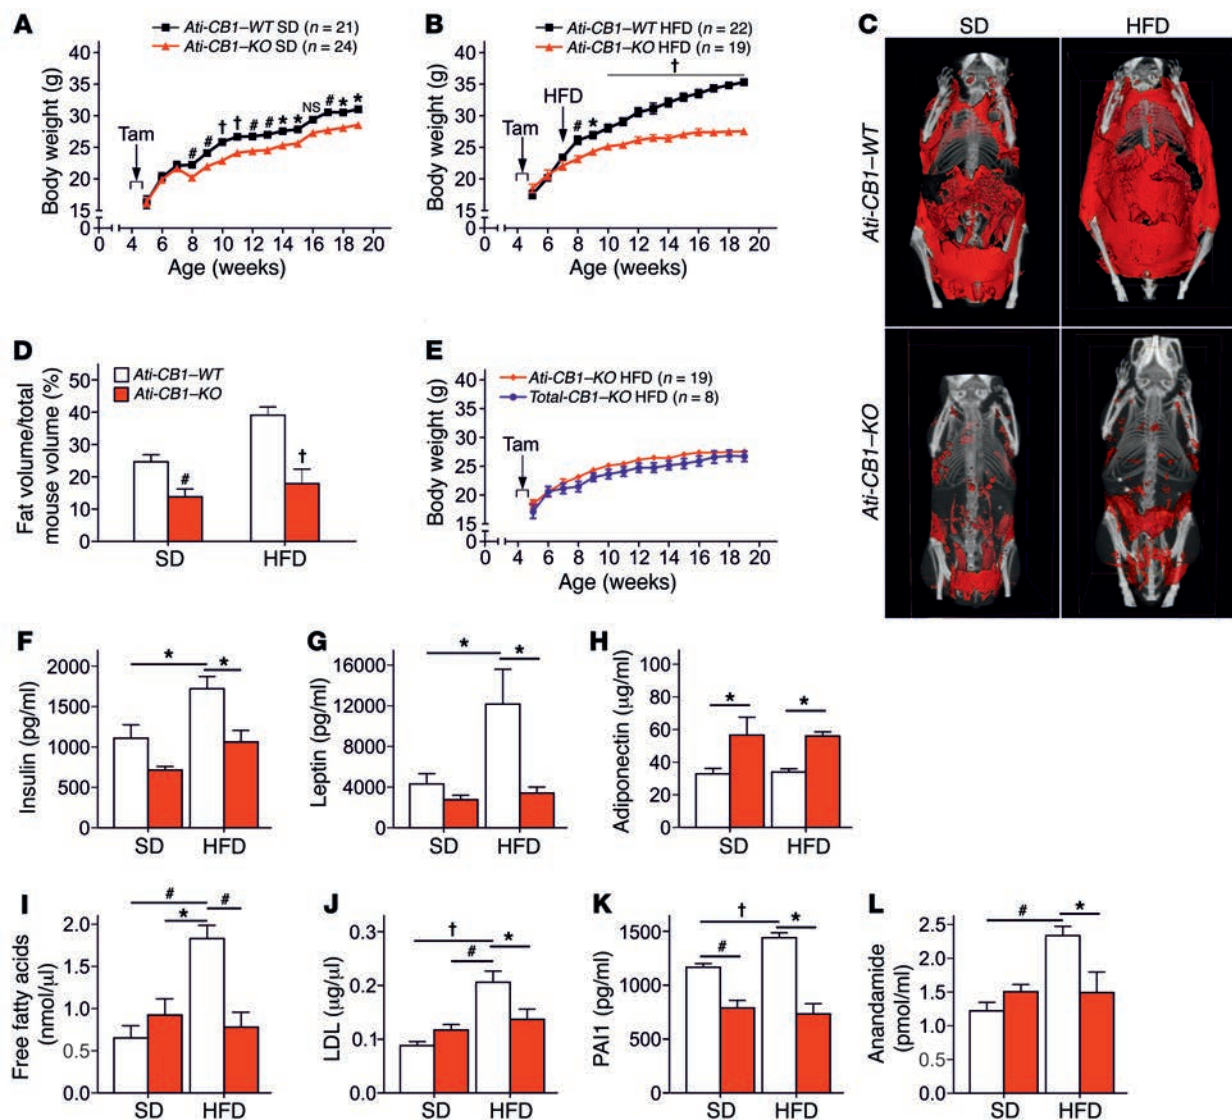 A
Ati-CB1–WT SD (n = 21)
Ati-CB1–KO SD (n = 24)
Body weight (g)
40
35
30
25
20
15
0
Tam
# # † † # # * * NS # * *
0 4 6 8 10 12 14 16 18 20
Age (weeks)
B
Ati-CB1–WT HFD (n = 22)
Ati-CB1–KO HFD (n = 19)
Body weight (g)
40
35
30
25
20
15
0
Tam
HFD
# * †
0 4 6 8 10 12 14 16 18 20
Age (weeks)
C
SD HFD
Ati-CB1–WT
Ati-CB1–KO
D
Ati-CB1–WT
Ati-CB1–KO
Fat volume/total
mouse volume (%)
50
40
30
20
10
0
# †
SD HFD
E
Ati-CB1–KO HFD (n = 19)
Total-CB1–KO HFD (n = 8)
Body weight (g)
40
35
30
25
20
15
0
Tam
0 4 6 8 10 12 14 16 18 20
Age (weeks)
F
Insulin (pg/ml)
2000
1500
1000
500
0
* *
SD HFD
G
Leptin (pg/ml)
16000
12000
8000
4000
0
* *
SD HFD
H
Adiponectin (µg/ml)
100
80
60
40
20
0
* *
SD HFD
I
Free fatty acids
(nmol/µl)
2.0
1.5
1.0
0.5
0.0
# * #
SD HFD
J
LDL (µg/µl)
0.3
0.2
0.1
0.0
† # *
SD HFD
K
PAI1 (pg/ml)
1500
1000
500
0
† # *
SD HFD
L
Anandamide
(pmol/ml)
2.5
2.0
1.5
1.0
0.5
0.0
# *
SD HFD